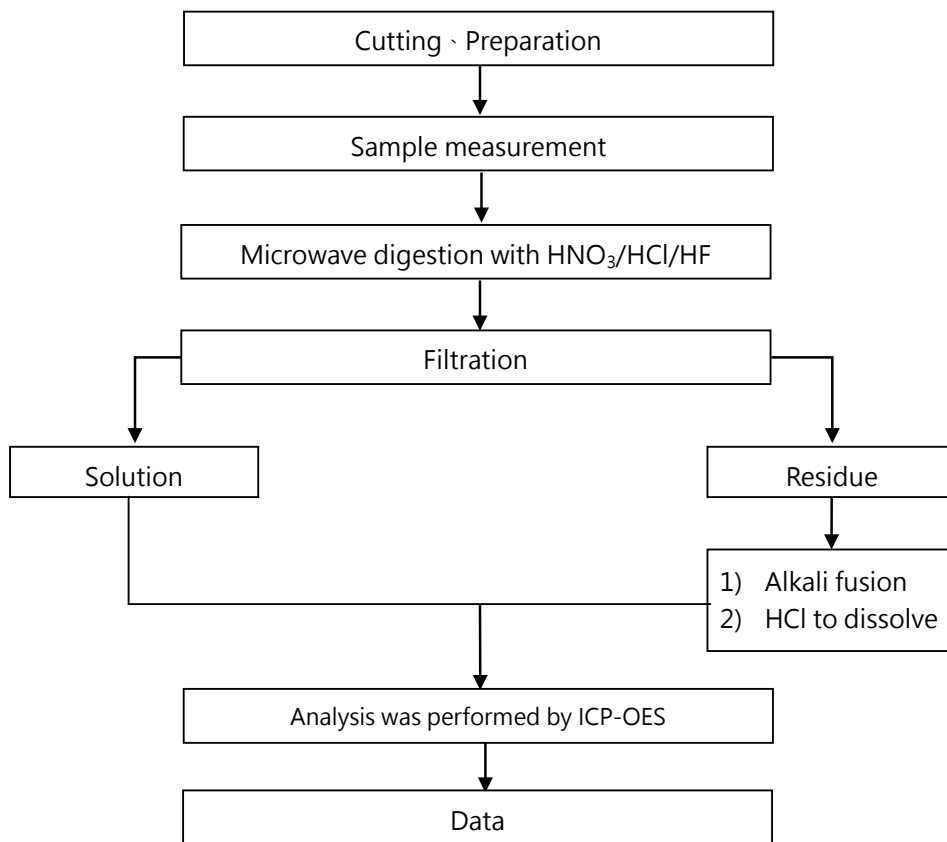 Cutting、Preparation
Sample measurement
Microwave digestion with HNO₃/HCl/HF
Filtration
Solution
Residue
1) Alkali fusion
2) HCl to dissolve
Analysis was performed by ICP-OES
Data